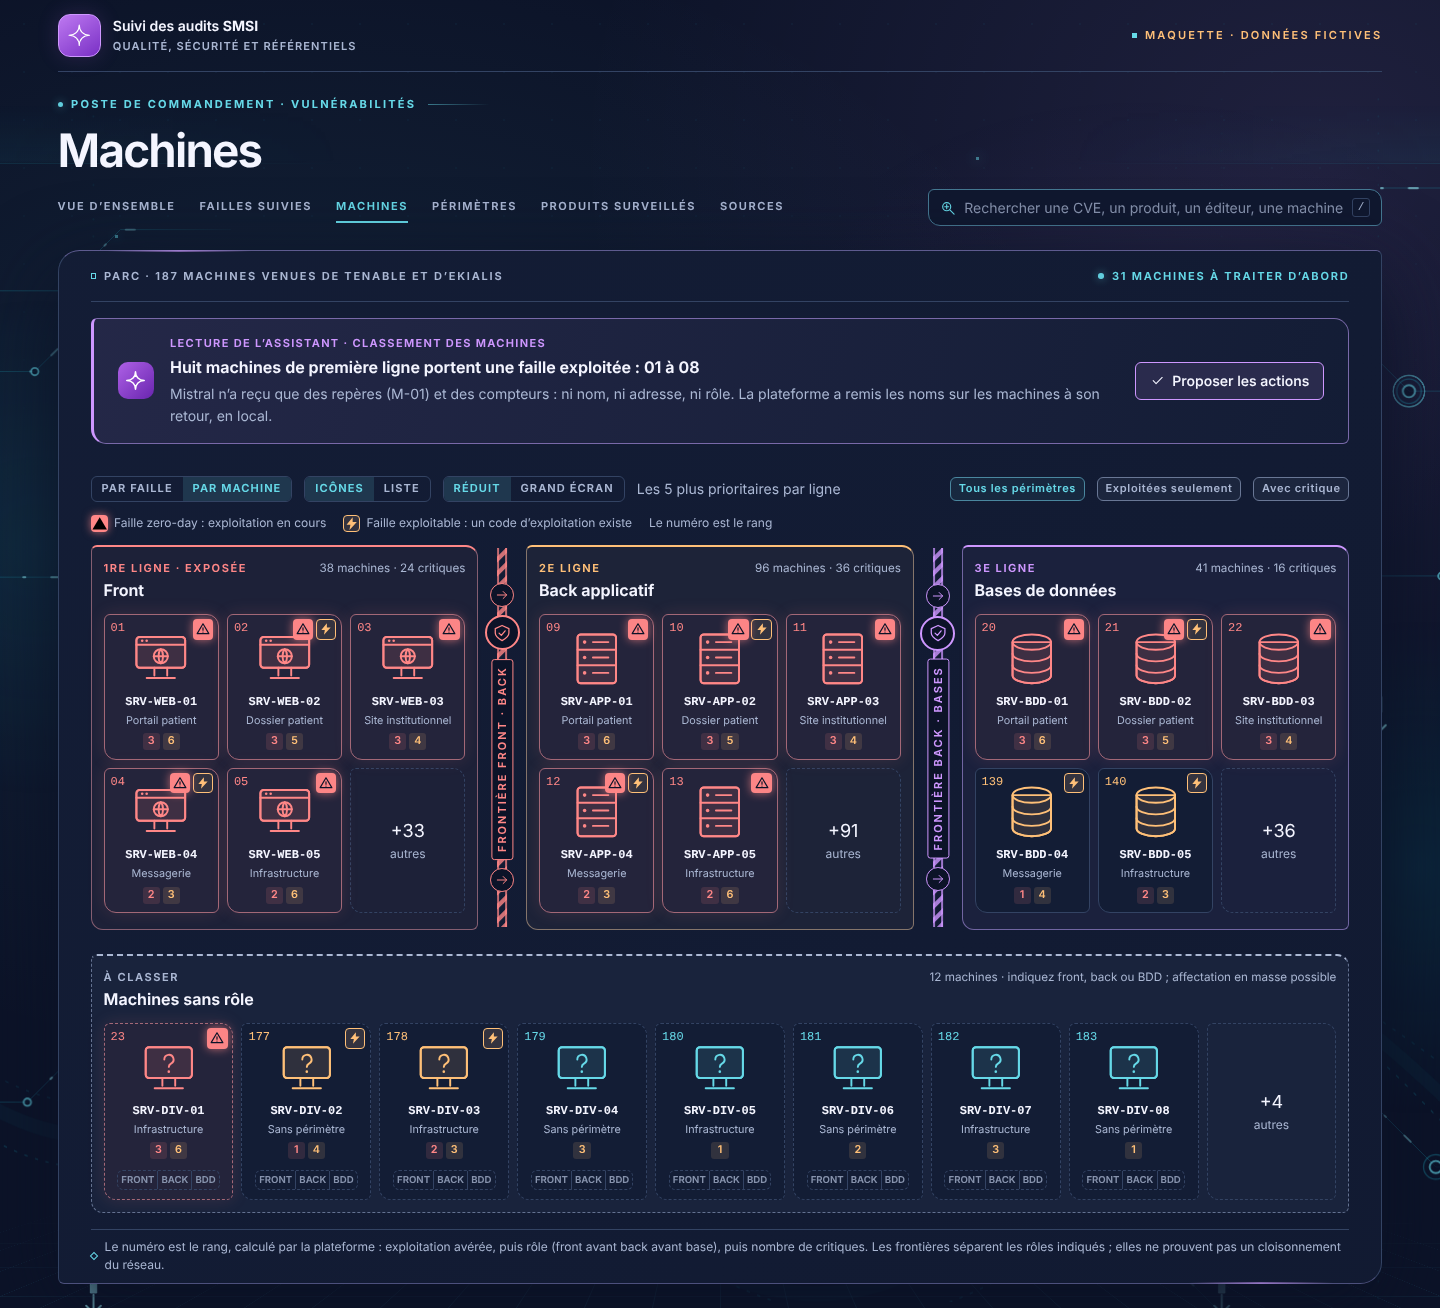 Suivi des audits SMSI
QUALITÉ, SÉCURITÉ ET RÉFÉRENTIELS
MAQUETTE · DONNÉES FICTIVES
POSTE DE COMMANDEMENT · VULNÉRABILITÉS
Machines
VUE D’ENSEMBLE FAILLES SUIVIES MACHINES PÉRIMÈTRES PRODUITS SURVEILLÉS SOURCES
Rechercher une CVE, un produit, un éditeur, une machine /
PARC · 187 MACHINES VENUES DE TENABLE ET D’EKIALIS
31 MACHINES À TRAITER D’ABORD
LECTURE DE L’ASSISTANT · CLASSEMENT DES MACHINES
Huit machines de première ligne portent une faille exploitée : 01 à 08
Mistral n’a reçu que des repères (M-01) et des compteurs : ni nom, ni adresse, ni rôle. La plateforme a remis les noms sur les machines à son
retour, en local.
Proposer les actions
PAR FAILLE PAR MACHINE ICÔNES LISTE RÉDUIT GRAND ÉCRAN Les 5 plus prioritaires par ligne
Tous les périmètres Exploitées seulement Avec critique
Faille zero-day : exploitation en cours Faille exploitable : un code d’exploitation existe Le numéro est le rang
1RE LIGNE · EXPOSÉE 38 machines · 24 critiques
Front
01 02 03
SRV-WEB-01 SRV-WEB-02 SRV-WEB-03
Portail patient Dossier patient Site institutionnel
3 6 3 5 3 4
04 05
+33
autres
SRV-WEB-04 SRV-WEB-05
Messagerie Infrastructure
2 3 2 6
FRONTIÈRE FRONT · BACK
2E LIGNE 96 machines · 36 critiques
Back applicatif
09 10 11
SRV-APP-01 SRV-APP-02 SRV-APP-03
Portail patient Dossier patient Site institutionnel
3 6 3 5 3 4
12 13
+91
autres
SRV-APP-04 SRV-APP-05
Messagerie Infrastructure
2 3 2 6
FRONTIÈRE BACK · BASES
3E LIGNE 41 machines · 16 critiques
Bases de données
20 21 22
SRV-BDD-01 SRV-BDD-02 SRV-BDD-03
Portail patient Dossier patient Site institutionnel
3 6 3 5 3 4
139 140
+36
autres
SRV-BDD-04 SRV-BDD-05
Messagerie Infrastructure
1 4 2 3
À CLASSER 12 machines · indiquez front, back ou BDD ; affectation en masse possible
Machines sans rôle
23 177 178 179 180 181 182 183
? ? ? ? ? ? ? ?
+4
autres
SRV-DIV-01 SRV-DIV-02 SRV-DIV-03 SRV-DIV-04 SRV-DIV-05 SRV-DIV-06 SRV-DIV-07 SRV-DIV-08
Infrastructure Sans périmètre Infrastructure Sans périmètre Infrastructure Sans périmètre Infrastructure Sans périmètre
3 6 1 4 2 3 3 1 2 3 1
FRONT BACK BDD FRONT BACK BDD FRONT BACK BDD FRONT BACK BDD FRONT BACK BDD FRONT BACK BDD FRONT BACK BDD FRONT BACK BDD
Le numéro est le rang, calculé par la plateforme : exploitation avérée, puis rôle (front avant back avant base), puis nombre de critiques. Les frontières séparent les rôles indiqués ; elles ne prouvent pas un cloisonnement
du réseau.